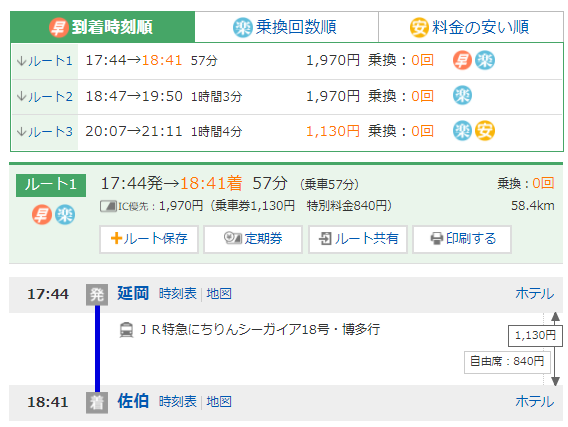 早 到着時刻順 楽 乗換回数順 安 料金の安い順
↓ルート1 17:44→18:41 57分 1,970円 乗換：0回 早 楽
↓ルート2 18:47→19:50 1時間3分 1,970円 乗換：0回 楽
↓ルート3 20:07→21:11 1時間4分 1,130円 乗換：0回 楽 安
ルート1 17:44発→18:41着 57分 （乗車57分） 乗換：0回
早 楽 IC優先：1,970円（乗車券1,130円 特別料金840円） 58.4km
ルート保存 定期券 ルート共有 印刷する
17:44 発 延岡 時刻表 地図 ホテル
ＪＲ特急にちりんシーガイア18号・博多行
1,130円
自由席：840円
18:41 着 佐伯 時刻表 地図 ホテル